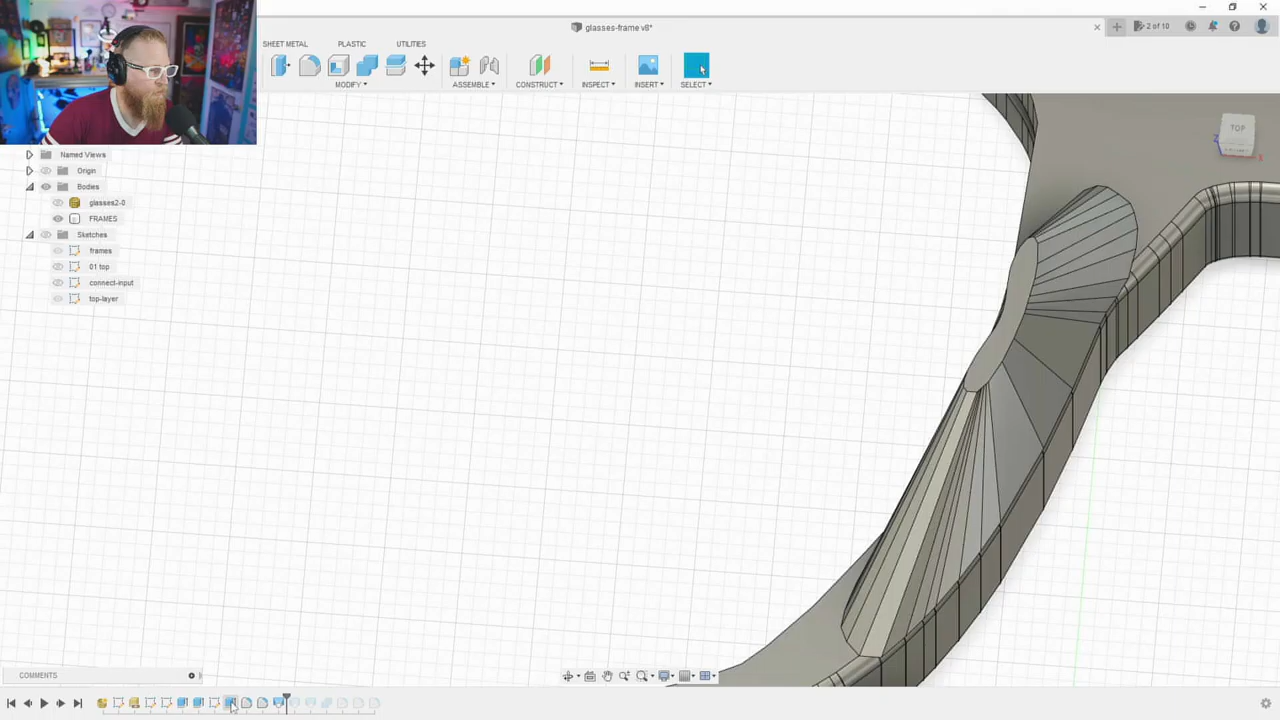 glasses-frame v8*
2 of 10
SHEET METAL PLASTIC UTILITIES
MODIFY ASSEMBLE CONSTRUCT INSPECT INSERT SELECT
TOP
Named Views
Origin
Bodies
glasses2-0
FRAMES
Sketches
frames
01 top
connect-input
top-layer
COMMENTS